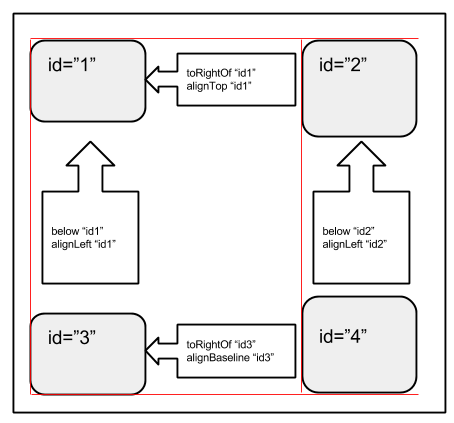 id=”1”
toRightOf “id1”
alignTop “id1”
id=”2”
below “id1”
alignLeft “id1”
below “id2”
alignLeft “id2”
id=”3”
toRightOf “id3”
alignBaseline “id3”
id=”4”